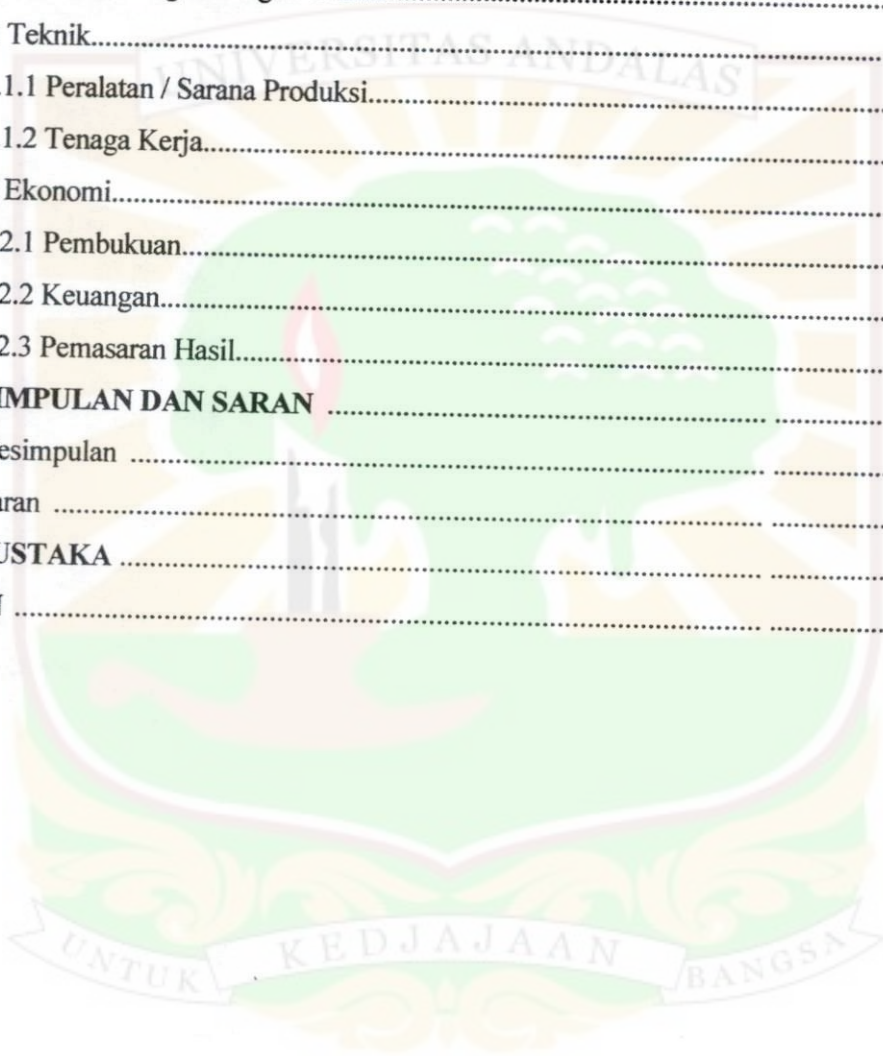 Teknik
UNIVERSITAS ANDALAS
.1.1 Peralatan / Sarana Produksi
1.2 Tenaga Kerja
Ekonomi
2.1 Pembukuan
2.2 Keuangan
2.3 Pemasaran Hasil
IMPULAN DAN SARAN
esimpulan
aran
USTAKA
UNTUK KEDJAJAAN BANGSA